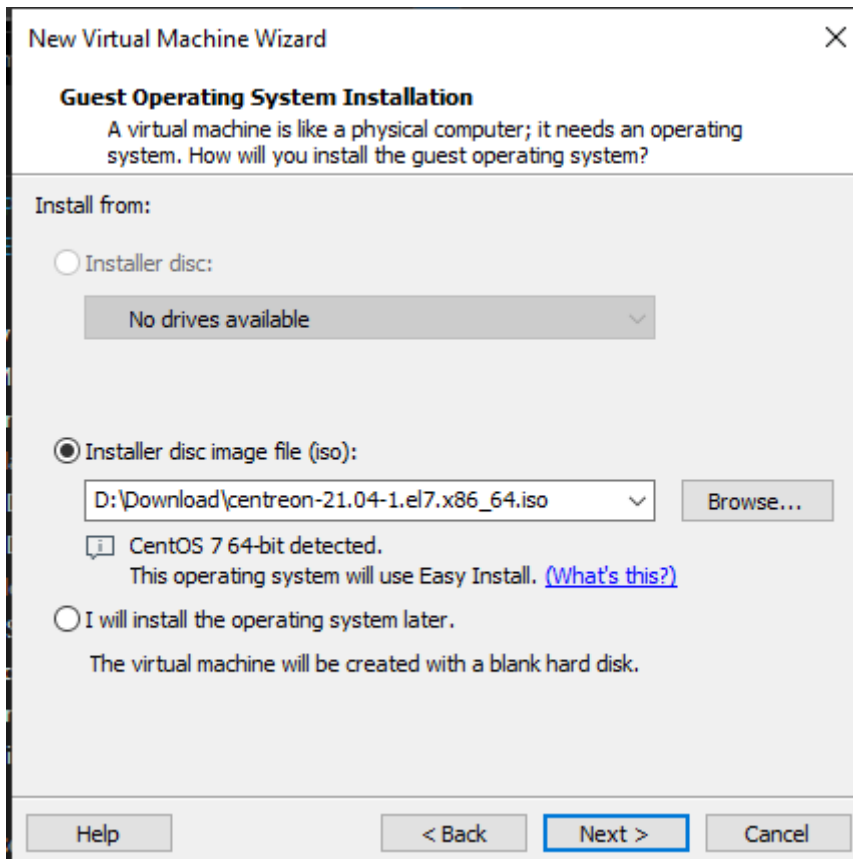 New Virtual Machine Wizard
Guest Operating System Installation
A virtual machine is like a physical computer; it needs an operating
system. How will you install the guest operating system?
Install from:
Installer disc:
No drives available
Installer disc image file (iso):
D:\Download\centreon-21.04-1.el7.x86_64.iso
Browse...
CentOS 7 64-bit detected.
This operating system will use Easy Install. (What's this?)
I will install the operating system later.
The virtual machine will be created with a blank hard disk.
Help
< Back
Next >
Cancel